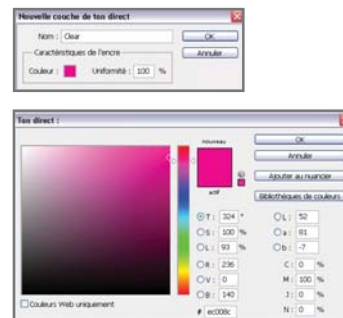 Nouvelle couche de ton direct
Nom : Clear
OK
Caractéristiques de l'encre
Annuler
Couleur : Uniformité : 100 %
Ton direct :
nouveau
OK
Annuler
Ajouter au nuancier
actif
Bibliothèques de couleurs
T : 324 °
L : 52
S : 100 %
a : 81
L : 93 %
b : -7
R : 236
C : 0 %
V : 0
M : 100 %
B : 140
J : 0 %
Couleurs Web uniquement
# ec008c
N : 0 %